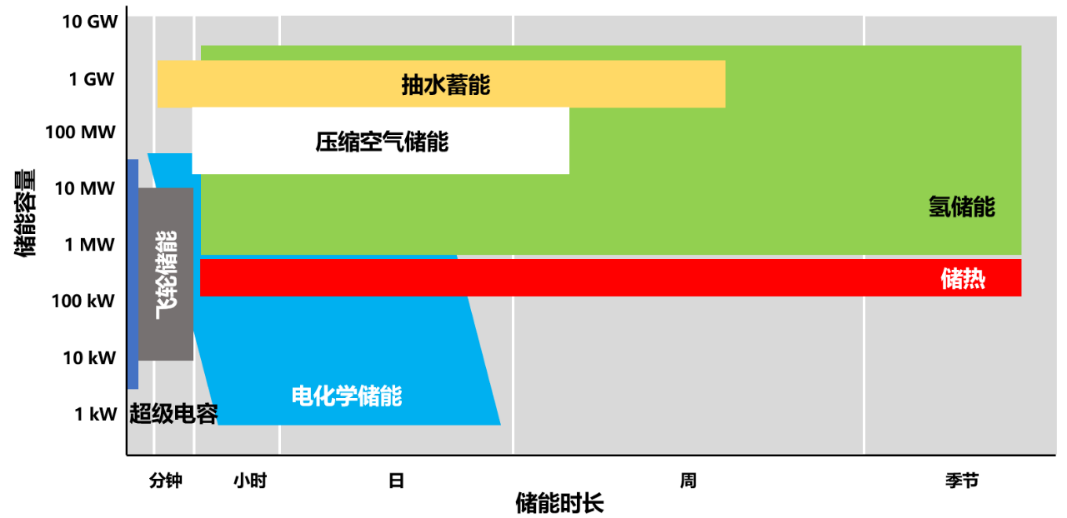 10 GW
1 GW
100 MW
10 MW
1 MW
100 kW
10 kW
1 kW
储能容量
抽水蓄能
压缩空气储能
氢储能
飞轮储能
储热
电化学储能
超级电容
分钟
小时
日
周
季节
储能时长